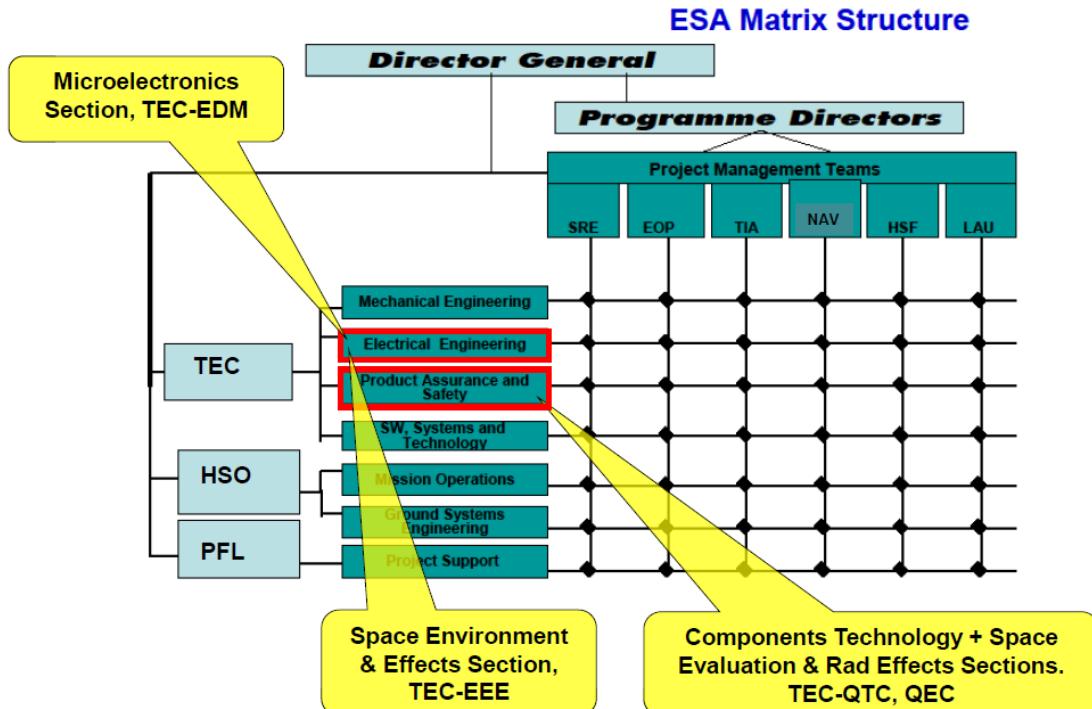 ESA Matrix Structure
Director General
Microelectronics
Section, TEC-EDM
Programme Directors
Project Management Teams
SRE
EOP
TIA
NAV
HSF
LAU
Mechanical Engineering
Electrical Engineering
TEC
Product Assurance and
Safety
SW, Systems and
Technology
HSO
Mission Operations
Ground Systems
Engineering
PFL
Project Support
Space Environment
& Effects Section,
TEC-EEE
Components Technology + Space
Evaluation & Rad Effects Sections.
TEC-QTC, QEC